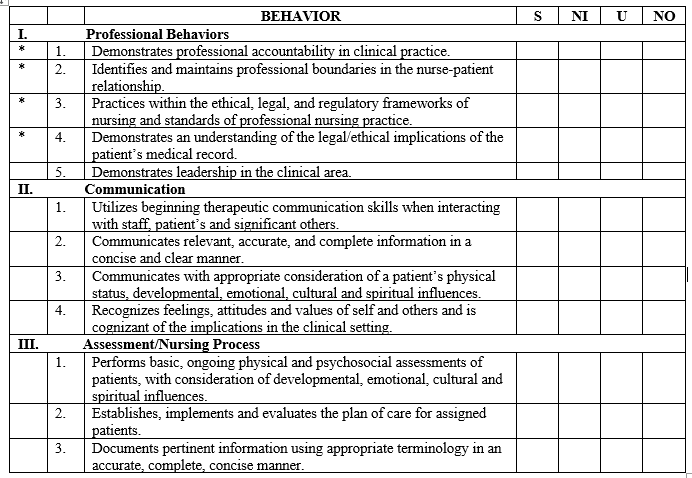 BEHAVIOR S NI U NO
I. Professional Behaviors
* 1. Demonstrates professional accountability in clinical practice.
* 2. Identifies and maintains professional boundaries in the nurse-patient
relationship.
* 3. Practices within the ethical, legal, and regulatory frameworks of
nursing and standards of professional nursing practice.
* 4. Demonstrates an understanding of the legal/ethical implications of the
patient’s medical record.
5. Demonstrates leadership in the clinical area.
II. Communication
1. Utilizes beginning therapeutic communication skills when interacting
with staff, patient’s and significant others.
2. Communicates relevant, accurate, and complete information in a
concise and clear manner.
3. Communicates with appropriate consideration of a patient’s physical
status, developmental, emotional, cultural and spiritual influences.
4. Recognizes feelings, attitudes and values of self and others and is
cognizant of the implications in the clinical setting.
III. Assessment/Nursing Process
1. Performs basic, ongoing physical and psychosocial assessments of
patients, with consideration of developmental, emotional, cultural and
spiritual influences.
2. Establishes, implements and evaluates the plan of care for assigned
patients.
3. Documents pertinent information using appropriate terminology in an
accurate, complete, concise manner.